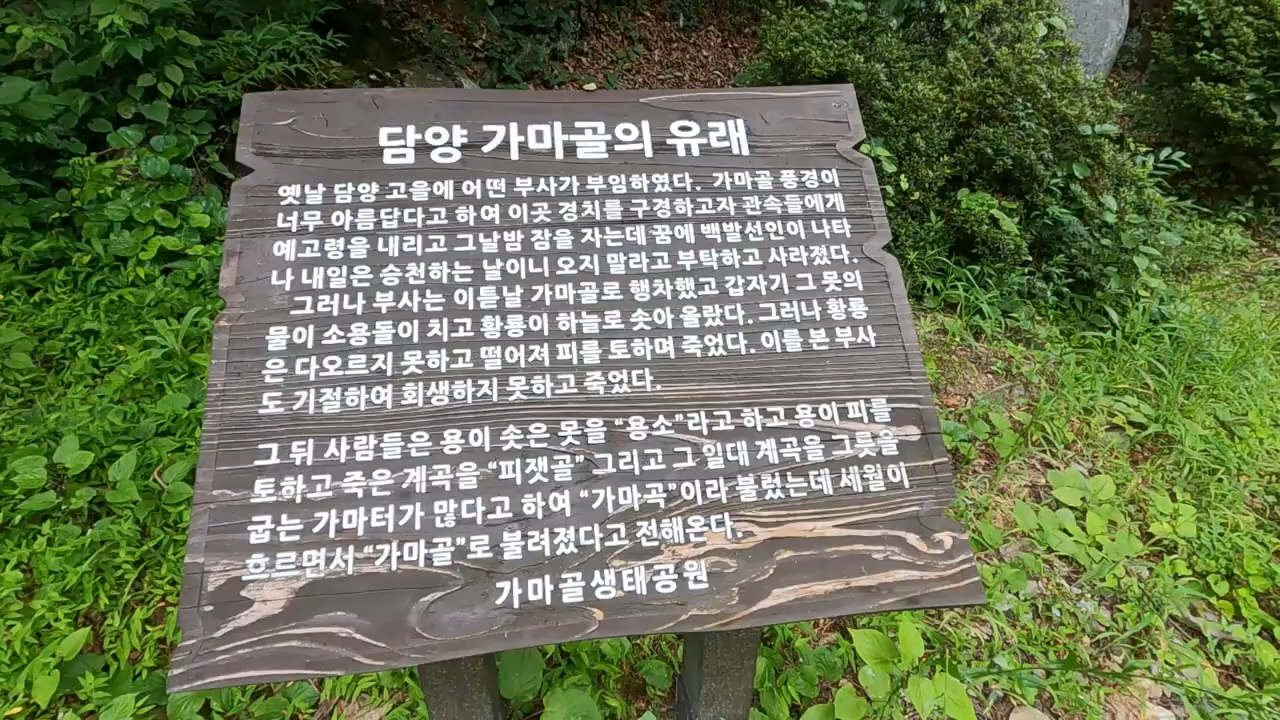 담양 가마골의 유래
옛날 담양 고을에 어떤 부사가 부임하였다. 가마골 풍경이
너무 아름답다고 하여 이곳 경치를 구경하고자 관속들에게
예고령을 내리고 그날밤 잠을 자는데 꿈에 백발선인이 나타
나 내일은 승천하는 날이니 오지 말라고 부탁하고 사라졌다.
그러나 부사는 이튿날 가마골로 행차했고 갑자기 그 못의
물이 소용돌이 치고 황룡이 하늘로 솟아 올랐다. 그러나 황룡
은 다오르지 못하고 떨어져 피를 토하며 죽었다. 이를 본 부사
도 기절하여 회생하지 못하고 죽었다.
그 뒤 사람들은 용이 솟은 못을 “용소”라고 하고 용이 피를
토하고 죽은 계곡을 “피잿골” 그리고 그 일대 계곡을 그릇을
굽는 가마터가 많다고 하여 “가마곡”이라 불렀는데 세월이
흐르면서 “가마골”로 불려졌다고 전해온다.
가마골생태공원